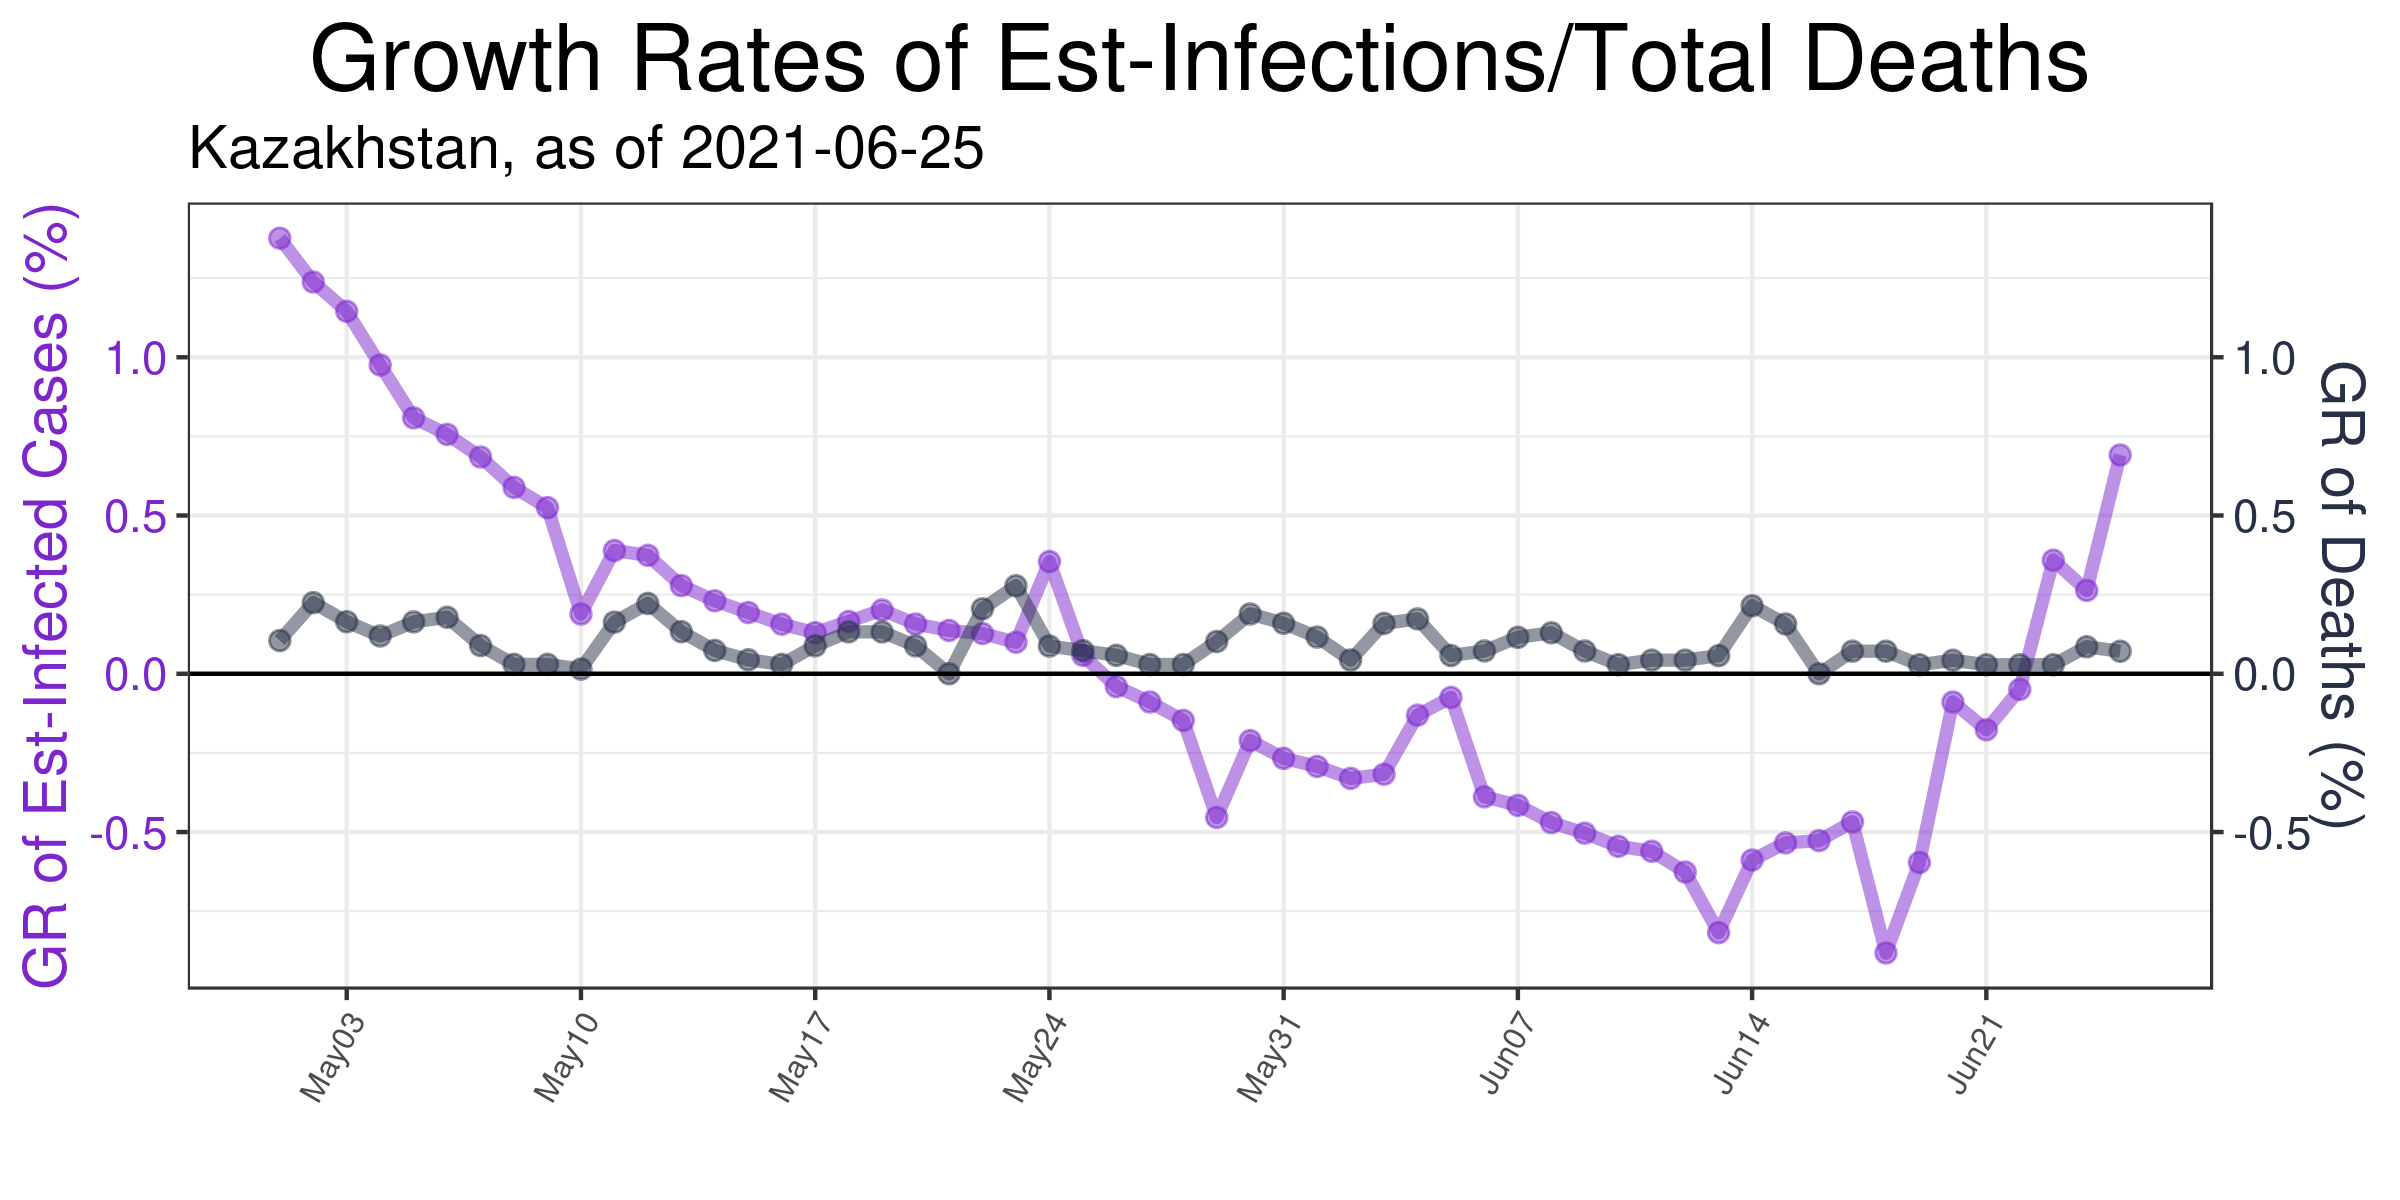 Growth Rates of Est-Infections/Total Deaths
Kazakhstan, as of 2021-06-25
GR of Est-Infected Cases (%)
1.0
0.5
0.0
-0.5
1.0
0.5
0.0
-0.5
GR of Deaths (%)
May03
May10
May17
May24
May31
Jun07
Jun14
Jun21